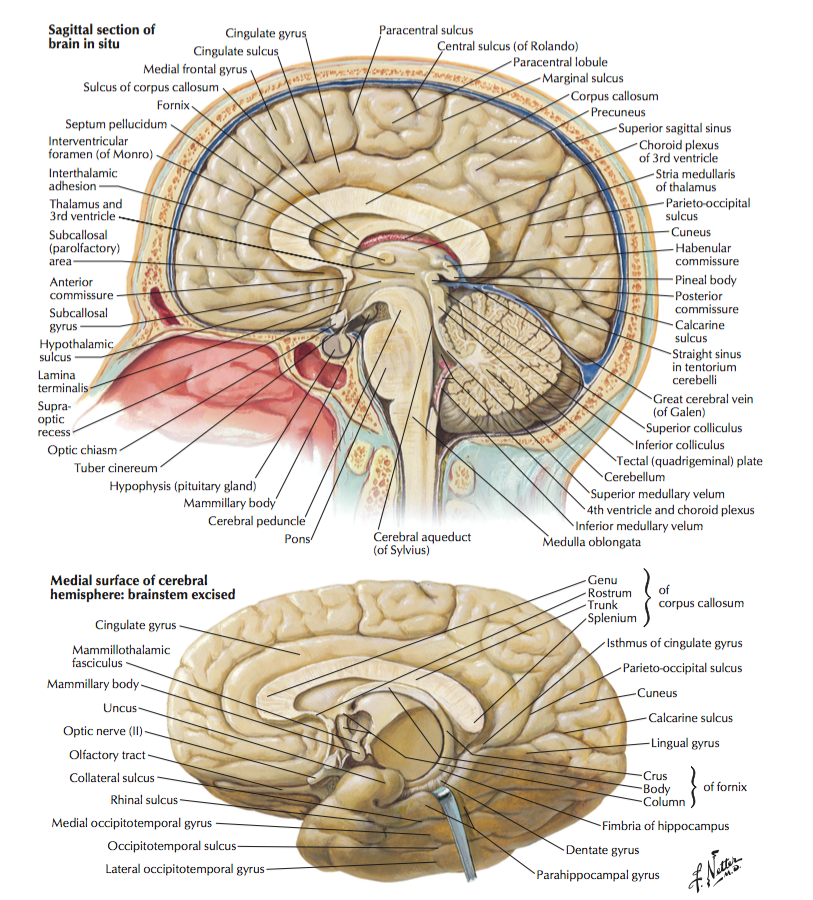 Sagittal section of
brain in situ
Cingulate gyrus
Cingulate sulcus
Medial frontal gyrus
Sulcus of corpus callosum
Fornix
Septum pellucidum
Interventricular
foramen (of Monro)
Interthalamic
adhesion
Thalamus and
3rd ventricle
Subcallosal
(parolfactory)
area
Anterior
commissure
Subcallosal
gyrus
Hypothalamic
sulcus
Lamina
terminalis
Supra-
optic
recess
Optic chiasm
Tuber cinereum
Hypophysis (pituitary gland)
Mammillary body
Cerebral peduncle
Pons
Cerebral aqueduct
(of Sylvius)
Paracentral sulcus
Central sulcus (of Rolando)
Paracentral lobule
Marginal sulcus
Corpus callosum
Precuneus
Superior sagittal sinus
Choroid plexus
of 3rd ventricle
Stria medullaris
of thalamus
Parieto-occipital
sulcus
Cuneus
Habenular
commissure
Pineal body
Posterior
commissure
Calcarine
sulcus
Straight sinus
in tentorium
cerebelli
Great cerebral vein
(of Galen)
Superior colliculus
Inferior colliculus
Tectal (quadrigeminal) plate
Cerebellum
Superior medullary velum
4th ventricle and choroid plexus
Inferior medullary velum
Medulla oblongata
Medial surface of cerebral
hemisphere: brainstem excised
Cingulate gyrus
Mammillothalamic
fasciculus
Mammillary body
Uncus
Optic nerve (II)
Olfactory tract
Collateral sulcus
Rhinal sulcus
Medial occipitotemporal gyrus
Occipitotemporal sulcus
Lateral occipitotemporal gyrus
Genu
Rostrum
Trunk
Splenium
of
corpus callosum
Isthmus of cingulate gyrus
Parieto-occipital sulcus
Cuneus
Calcarine sulcus
Lingual gyrus
Crus
Body
Column
of fornix
Fimbria of hippocampus
Dentate gyrus
Parahippocampal gyrus
F. Netter
M.D.